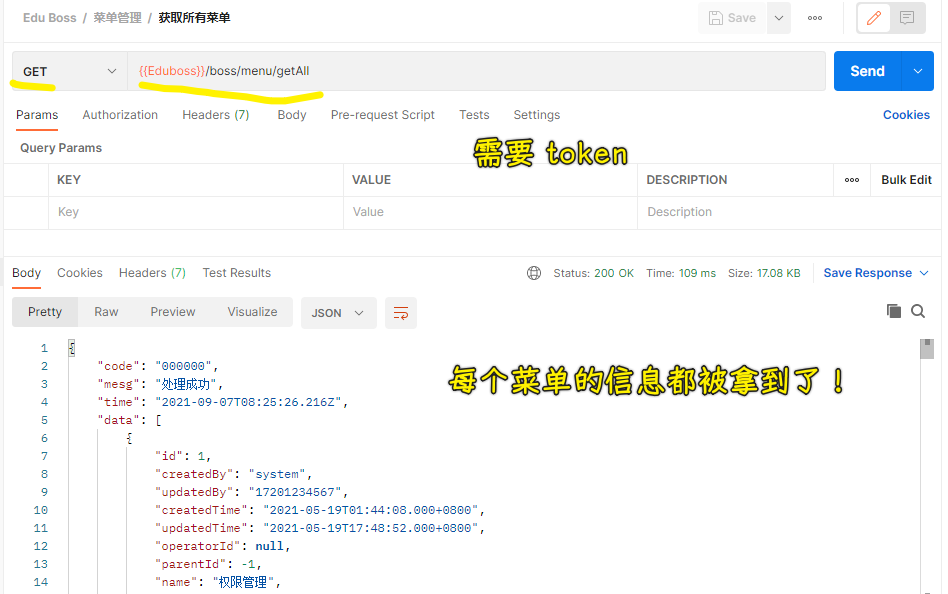 Edu Boss / 菜单管理 / 获取所有菜单
Save
GET
{{Eduboss}}/boss/menu/getAll
Send
Params Authorization Headers (7) Body Pre-request Script Tests Settings Cookies
Query Params
需要 token
KEY VALUE DESCRIPTION Bulk Edit
Key Value Description
Body Cookies Headers (7) Test Results Status: 200 OK Time: 109 ms Size: 17.08 KB Save Response
Pretty Raw Preview Visualize JSON
1 {
2 "code": "000000",
3 "mesg": "处理成功",
每个菜单的信息都被拿到了！
4 "time": "2021-09-07T08:25:26.216Z",
5 "data": [
6 {
7 "id": 1,
8 "createdBy": "system",
9 "updatedBy": "17201234567",
10 "createdTime": "2021-05-19T01:44:08.000+0800",
11 "updatedTime": "2021-05-19T17:48:52.000+0800",
12 "operatorId": null,
13 "parentId": -1,
14 "name": "权限管理",